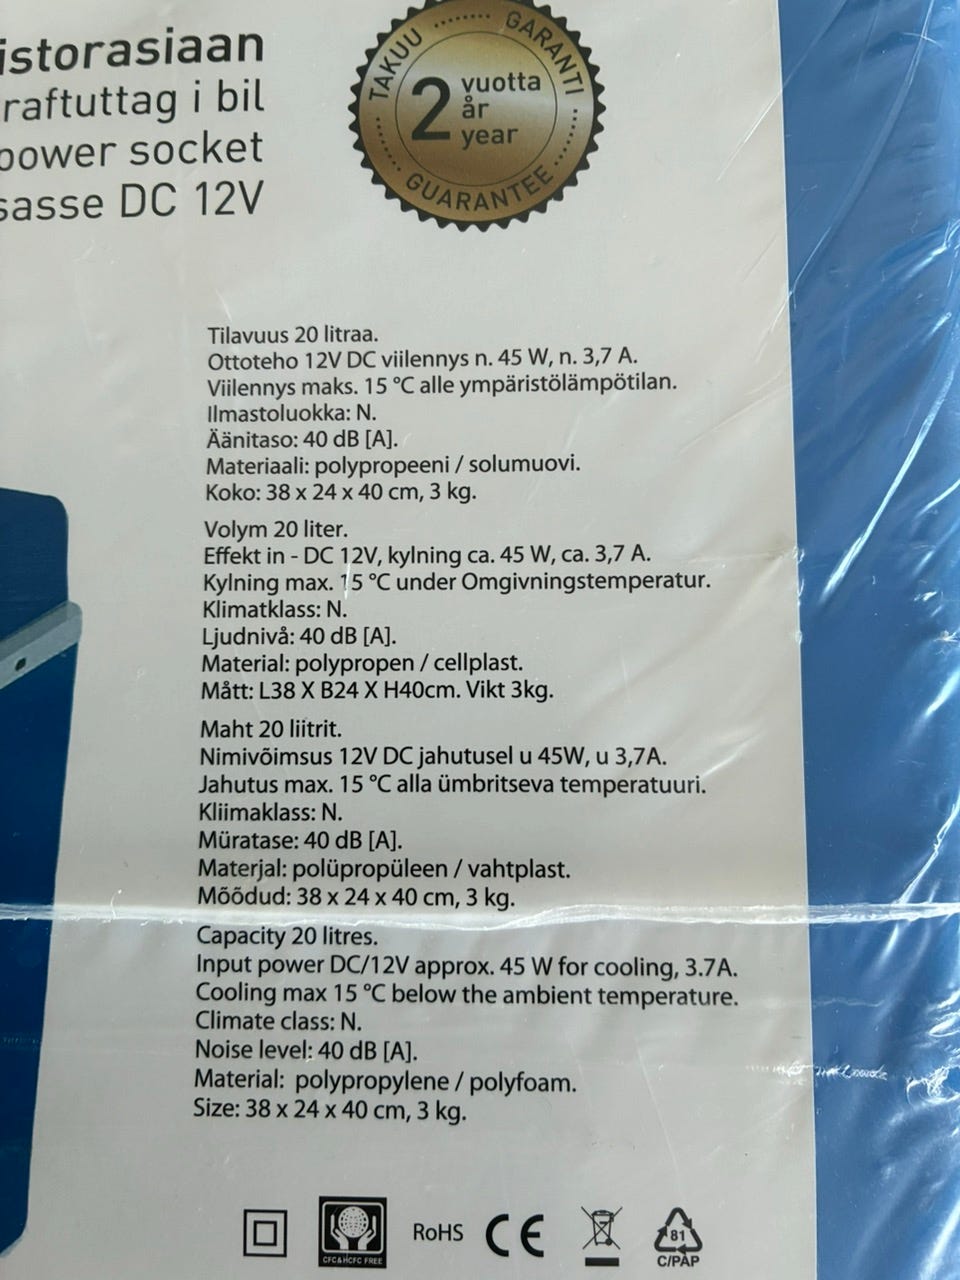 istorasiaan
raftuttag i bil
power socket
sasse DC 12V
TAKUU GARANTI
2 vuotta
år
year
GUARANTEE
Tilavuus 20 litraa.
Ottoteho 12V DC viilennys n. 45 W, n. 3,7 A.
Viilennys maks. 15 °C alle ympäristölämpötilan.
Ilmastoluokka: N.
Äänitaso: 40 dB [A].
Materiaali: polypropeeni / solumuovi.
Koko: 38 x 24 x 40 cm, 3 kg.
Volym 20 liter.
Effekt in - DC 12V, kylning ca. 45 W, ca. 3,7 A.
Kylning max. 15 °C under Omgivningstemperatur.
Klimatklass: N.
Ljudnivå: 40 dB [A].
Material: polypropen / cellplast.
Mått: L38 X B24 X H40cm. Vikt 3kg.
Maht 20 liitrit.
Nimivõimsus 12V DC jahutusel u 45W, u 3,7A.
Jahutus max. 15 °C alla ümbritseva temperatuuri.
Kliimaklass: N.
Müratase: 40 dB [A].
Materjal: polüpropüleen / vahtplast.
Mõõdud: 38 x 24 x 40 cm, 3 kg.
Capacity 20 litres.
Input power DC/12V approx. 45 W for cooling, 3.7A.
Cooling max 15 °C below the ambient temperature.
Climate class: N.
Noise level: 40 dB [A].
Material: polypropylene / polyfoam.
Size: 38 x 24 x 40 cm, 3 kg.
CFC & HCFC FREE
RoHS CE
81
C/PAP